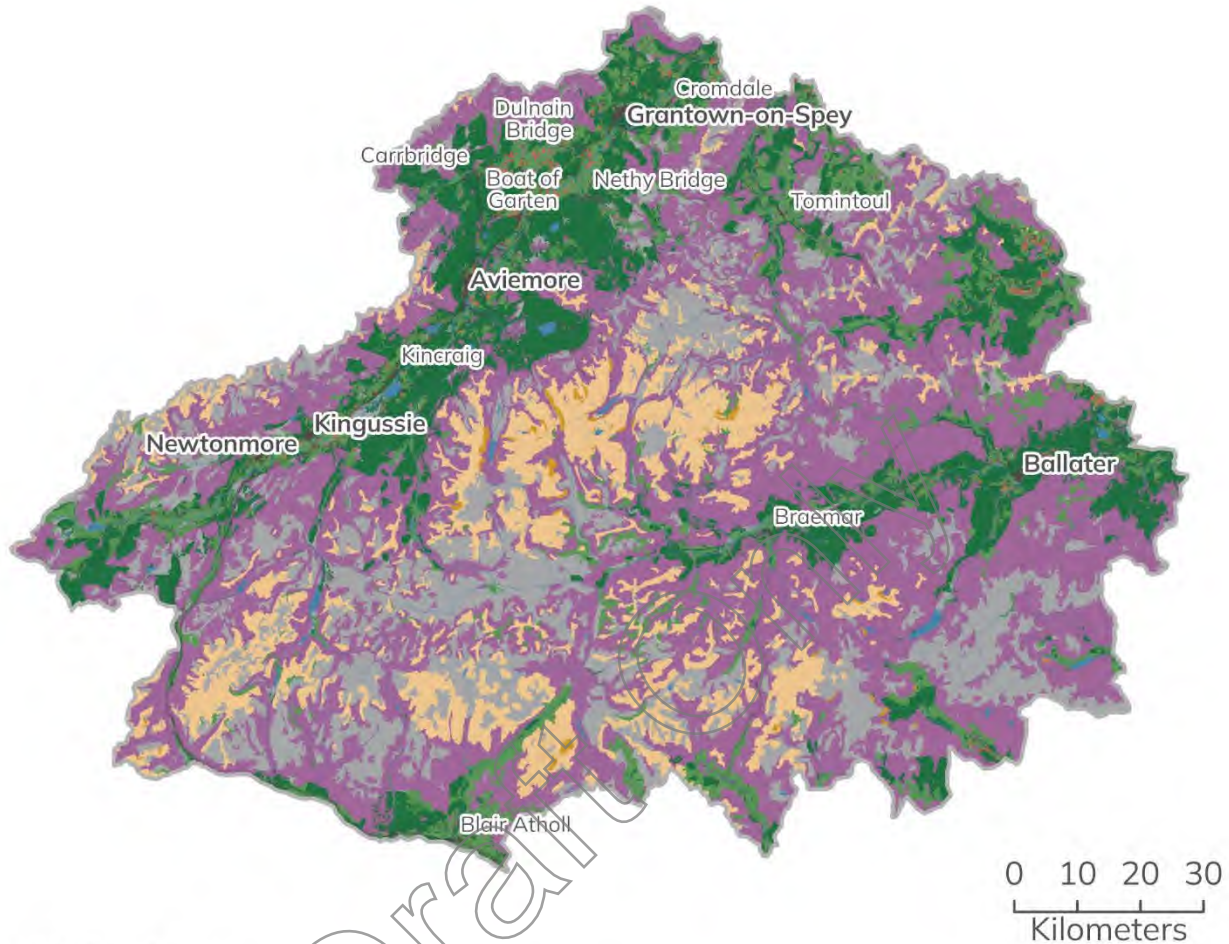 Cromdale
Grantown-on-Spey
Dulnain
Bridge
Carrbridge
Boat of
Garten
Nethy Bridge
Tomintoul
Aviemore
Kincraig
Kingussie
Newtonmore
Ballater
Braemar
Blair Atholl
Draft
0 10 20 30
Kilometers